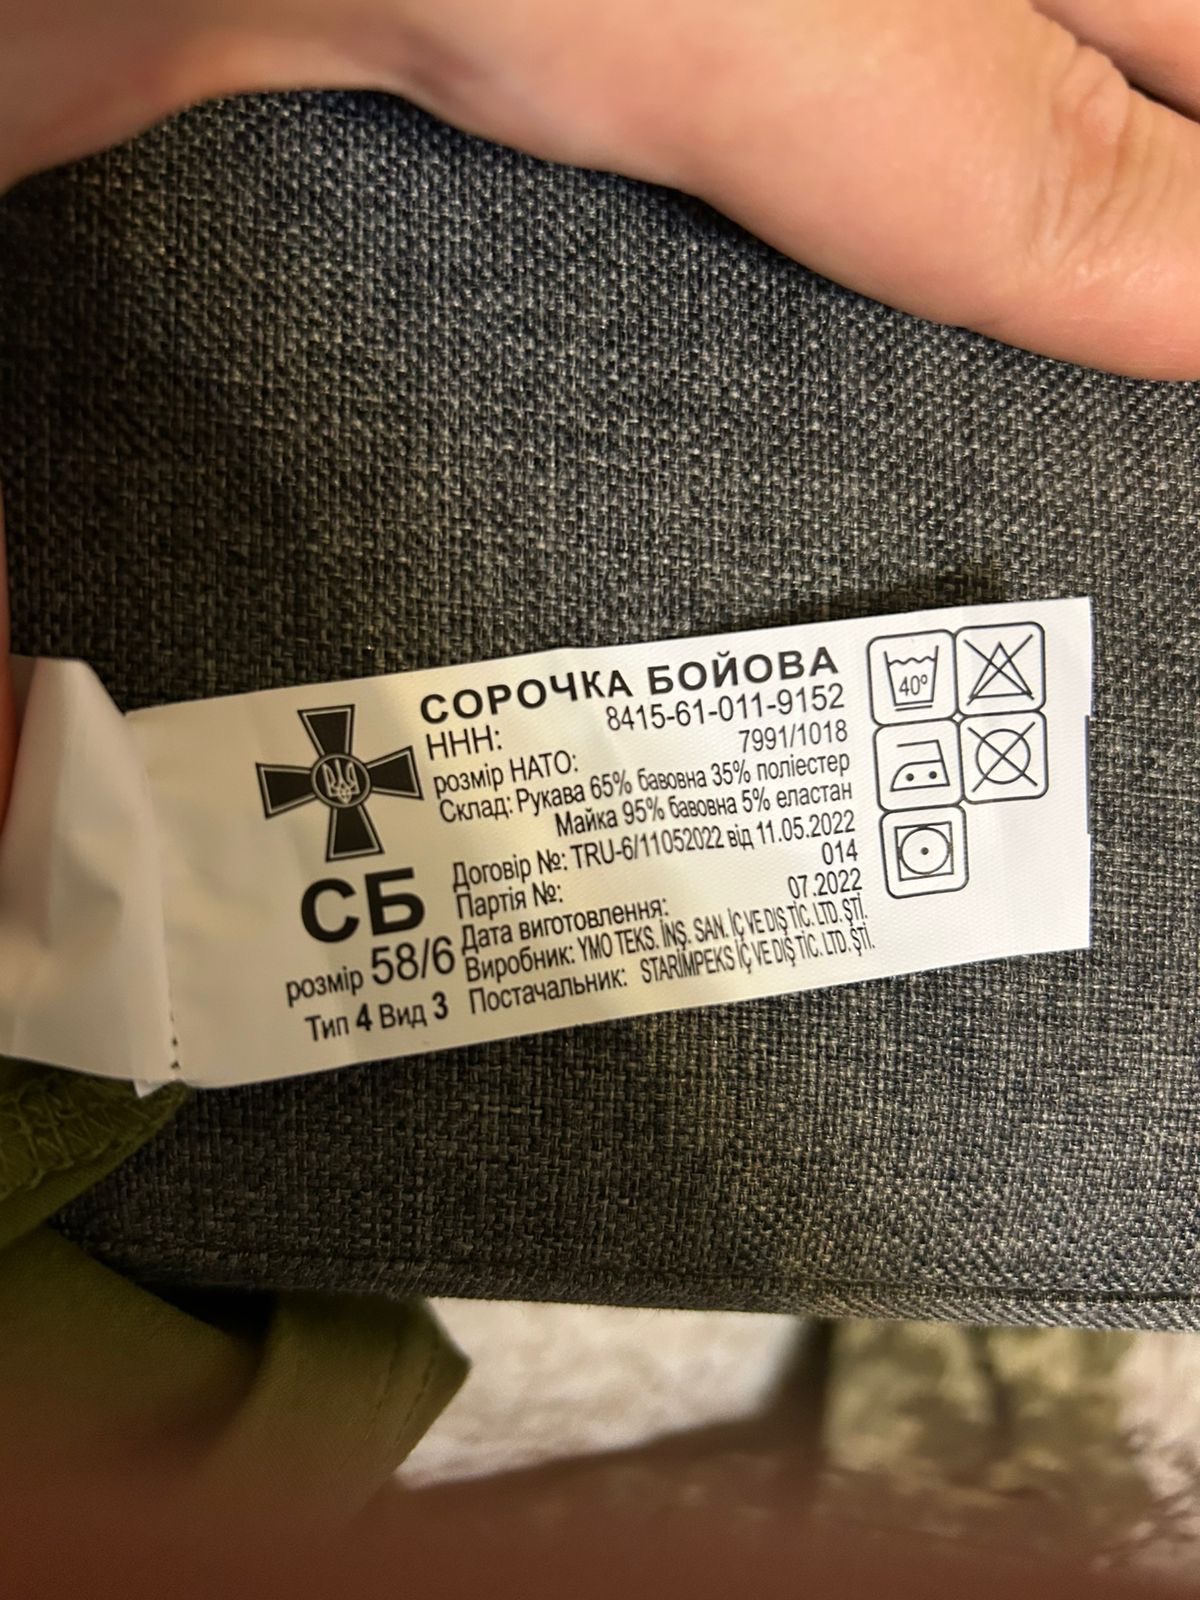 СОРОЧКА БОЙОВА
ННН: 8415-61-011-9152
розмір НАТО: 7991/1018
Склад: Рукава 65% бавовна 35% поліестер
Майка 95% бавовна 5% еластан
Договір №: TRU-6/11052022 від 11.05.2022
Партія №: 014
Дата виготовлення: 07.2022
Виробник: YMO TEKS. İNŞ. SAN. İÇ VE DIŞ TİC. LTD. ŞTİ.
Постачальник: STARİMPEKS İÇ VE DIŞ TİC. LTD. ŞTİ.
СБ
розмір 58/6
Тип 4 Вид 3
40°